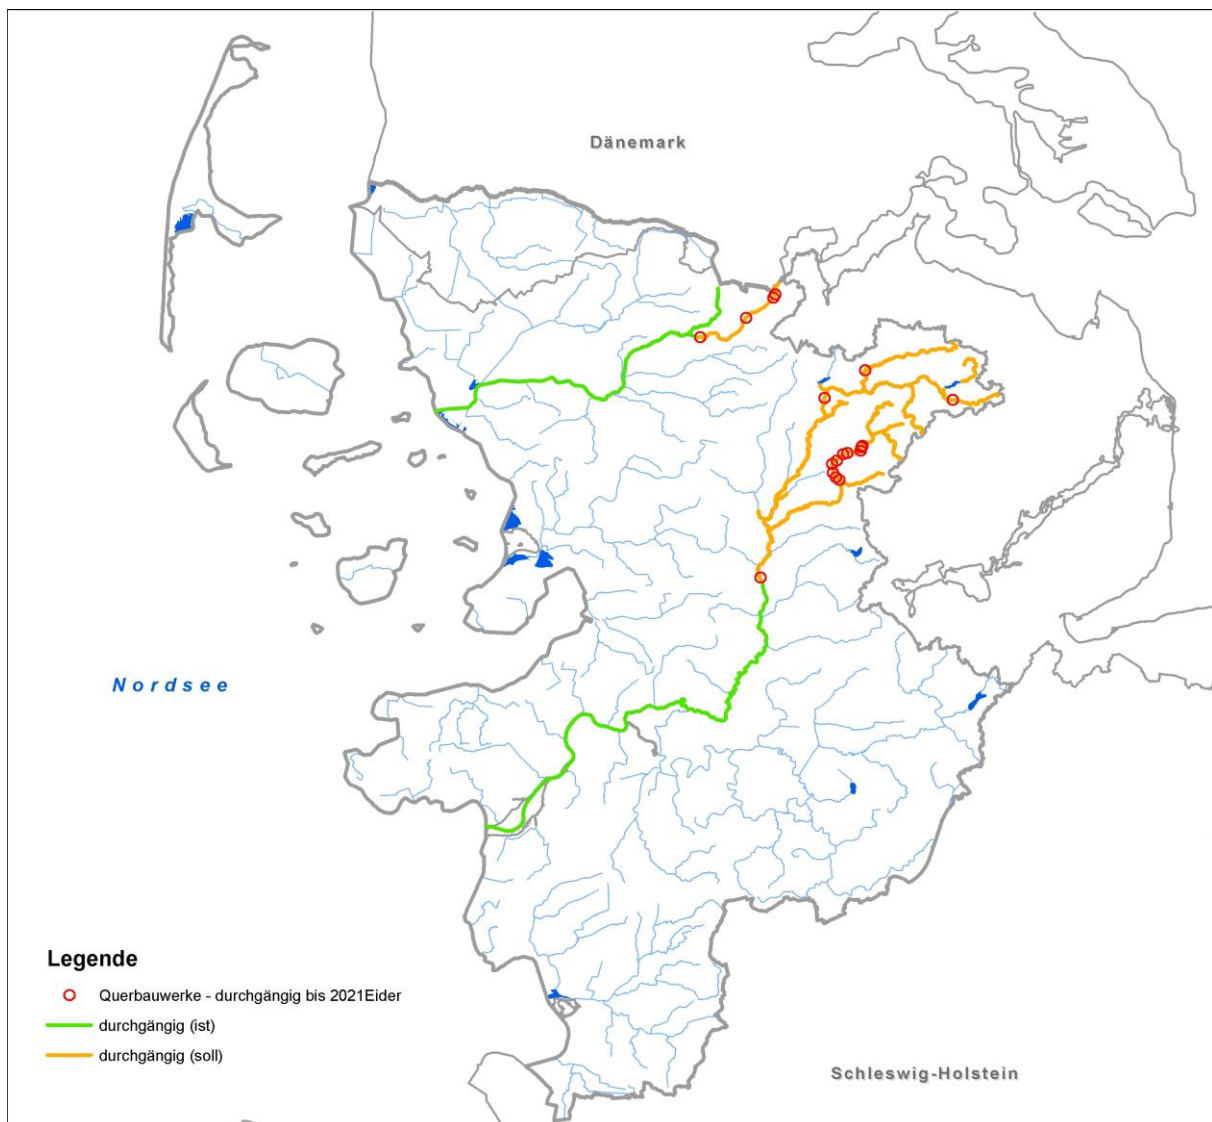 Dänemark
Nordsee
Legende
Querbauwerke - durchgängig bis 2021Eider
durchgängig (ist)
durchgängig (soll)
Schleswig-Holstein